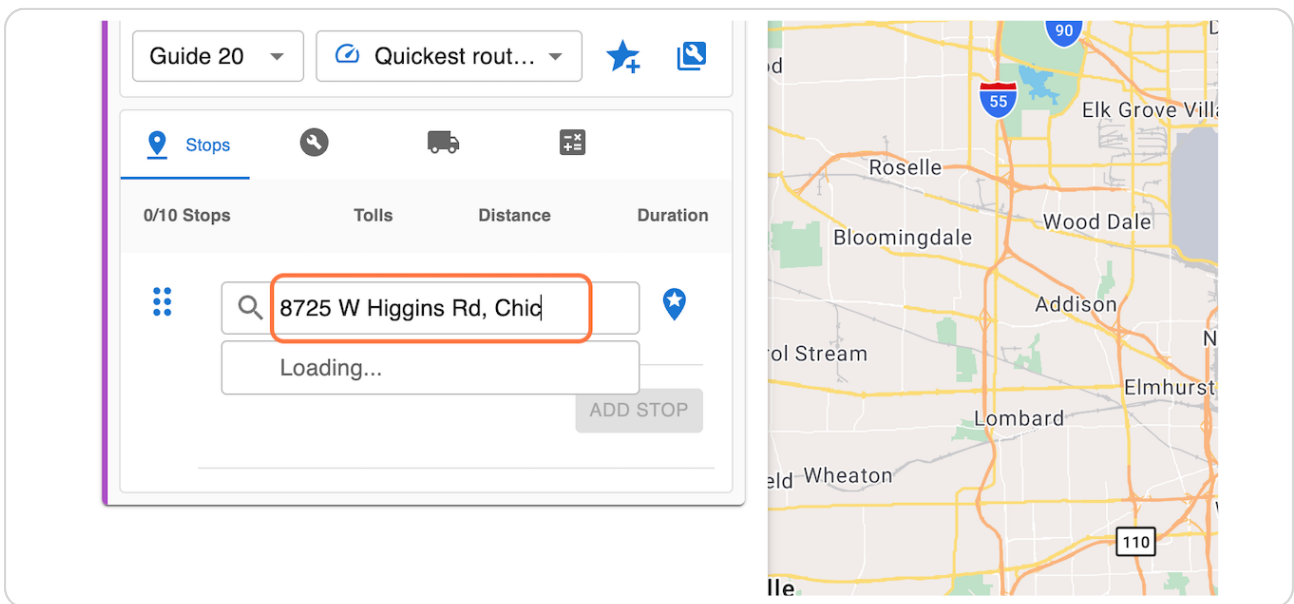 Guide 20
Quickest rout...
Stops
0/10 Stops
Tolls
Distance
Duration
8725 W Higgins Rd, Chic
Loading...
ADD STOP
90
55
Elk Grove Villa
Roselle
Wood Dale
Bloomingdale
Addison
ol Stream
Elmhurst
Lombard
eld
Wheaton
110
lle